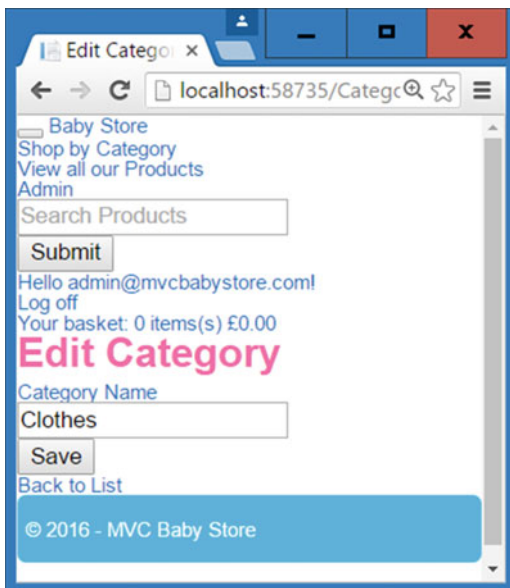 Edit Catego
localhost:58735/Categc
Baby Store
Shop by Category
View all our Products
Admin
Search Products
Submit
Hello admin@mvcbabystore.com!
Log off
Your basket: 0 items(s) £0.00
Edit Category
Category Name
Clothes
Save
Back to List
© 2016 - MVC Baby Store